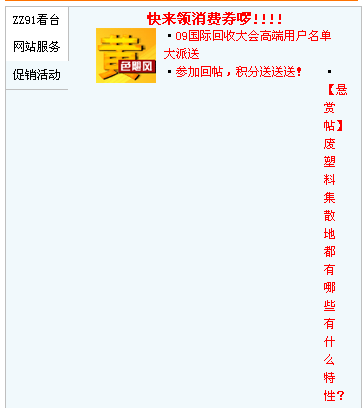 ZZ91看台
网站服务
促销活动
快来领消费券啰!!!!
黄
色飓风
▪09国际回收大会高端用户名单
大派送
▪参加回帖，积分送送送!
▪
【悬
赏
帖】
废
塑
料
集
散
地
都
有
哪
些
有
什
么
特
性?